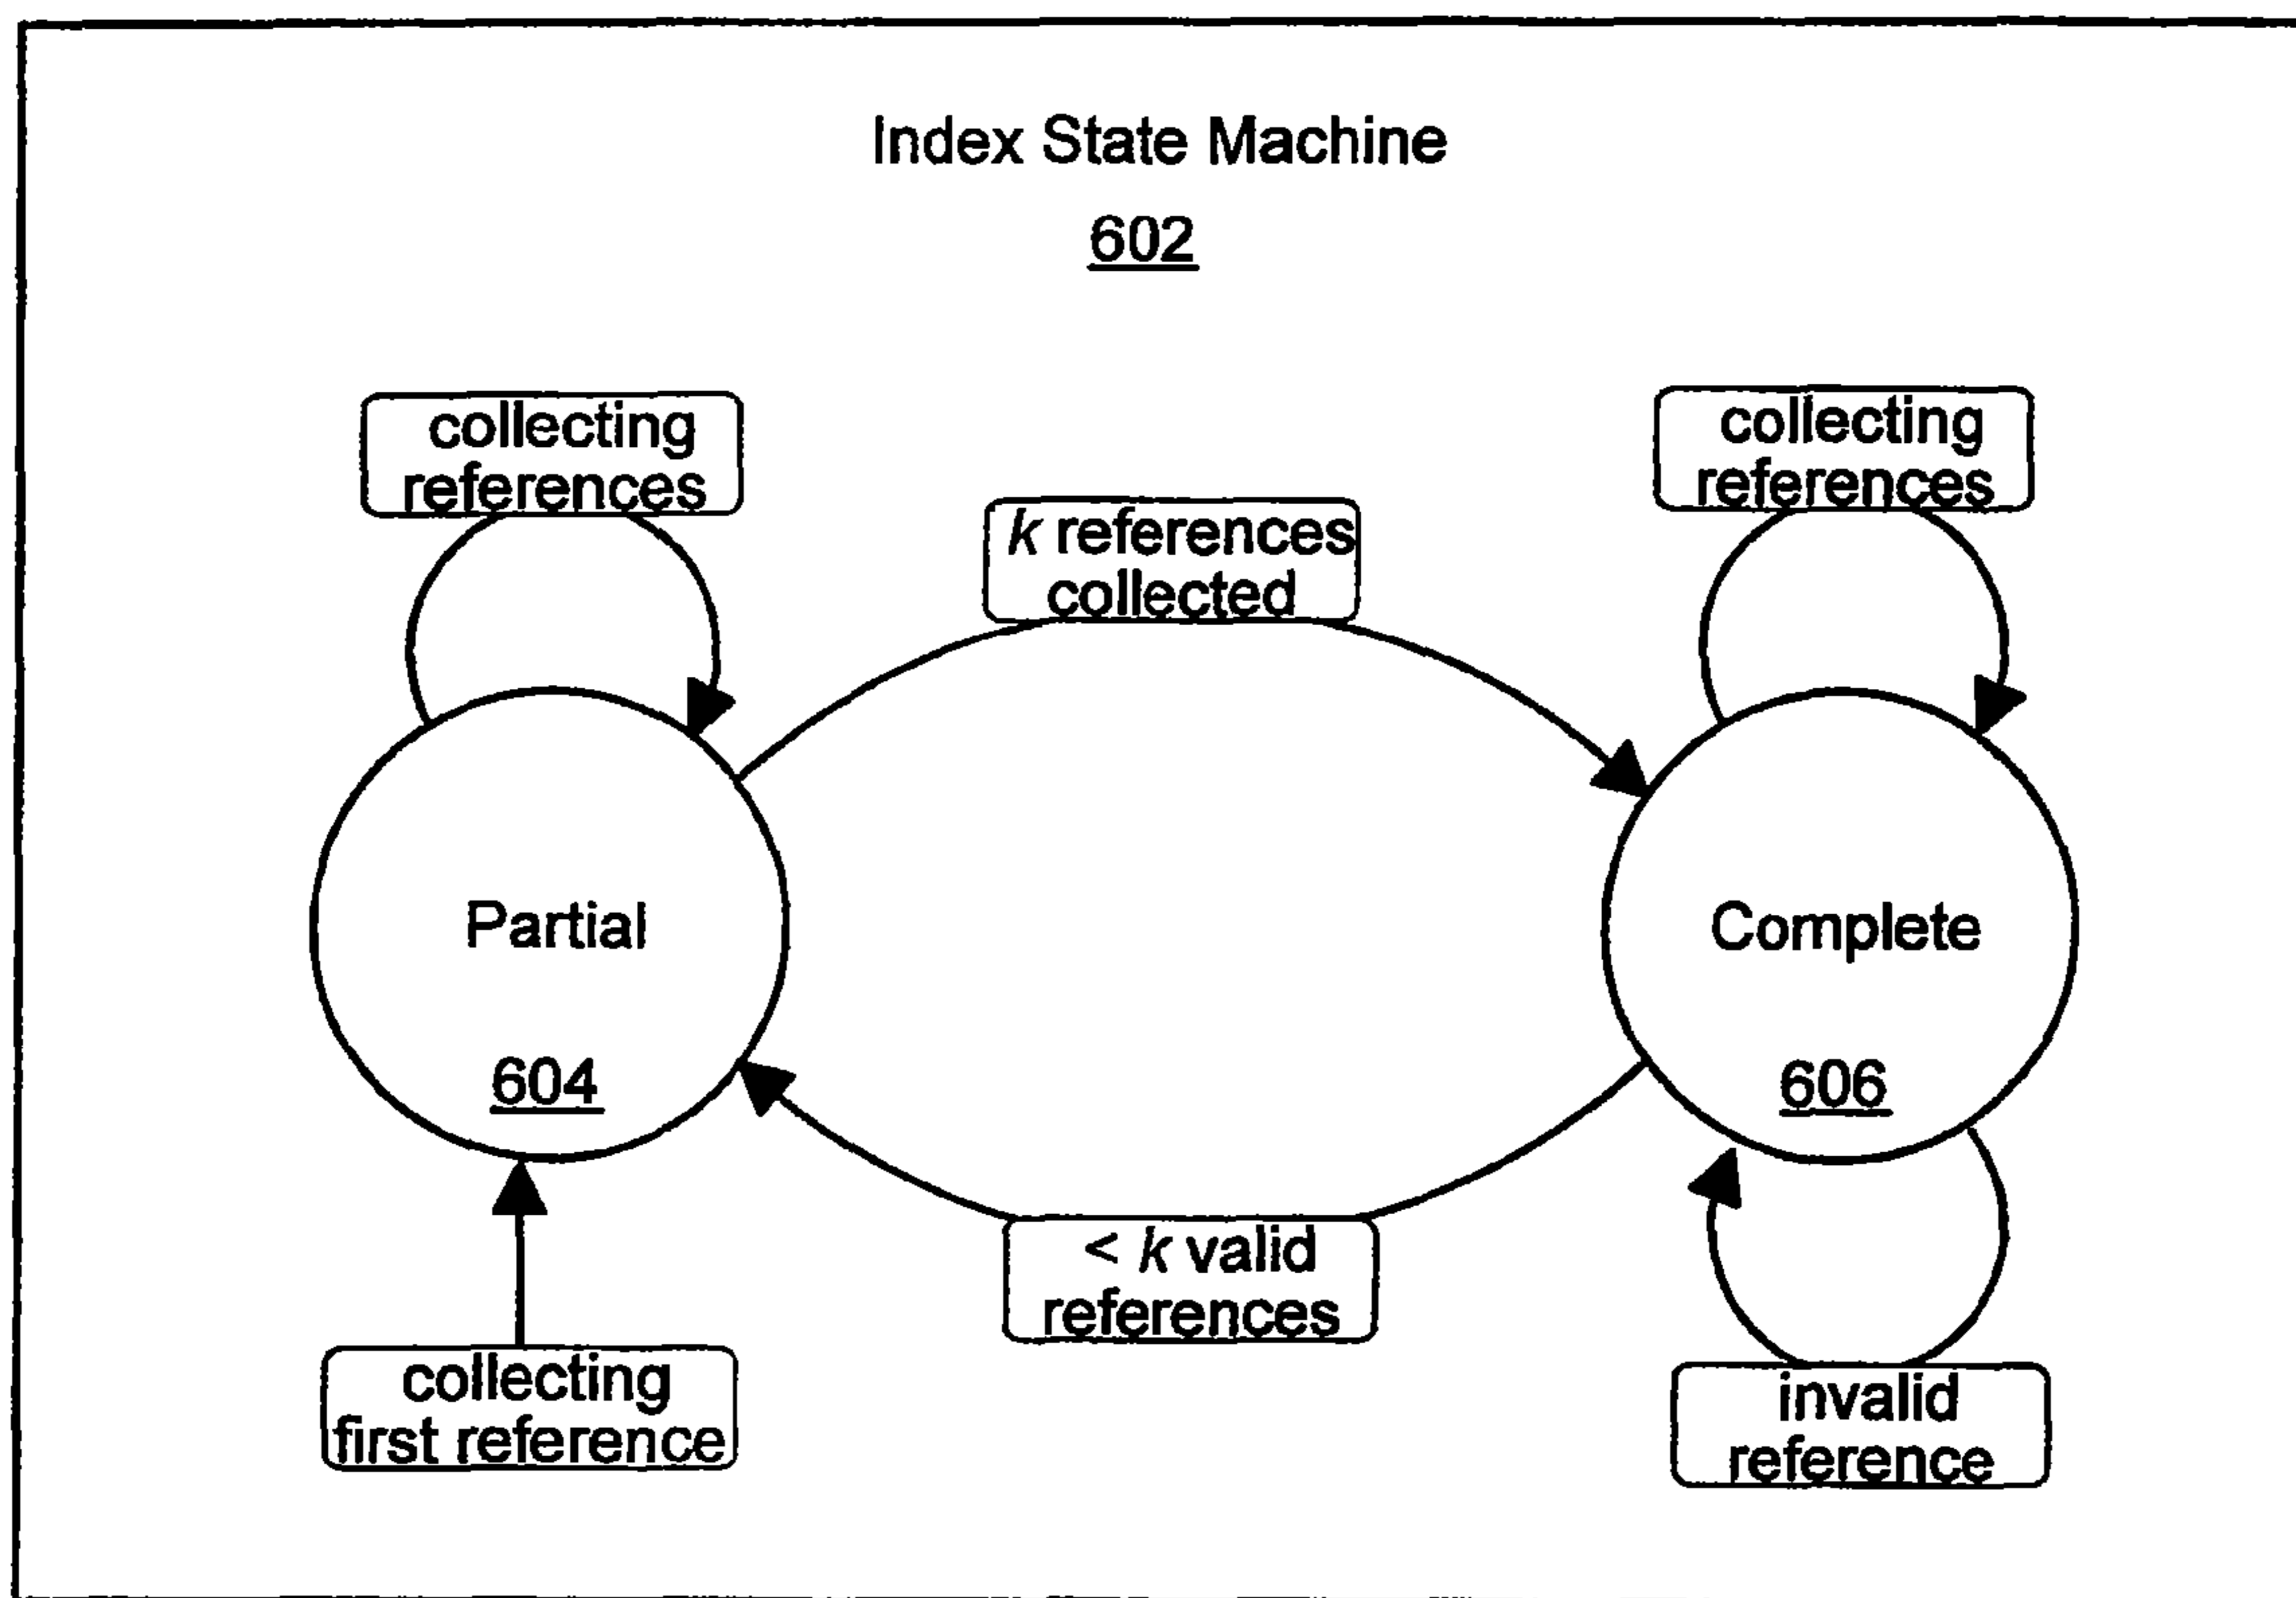 Index State Machine
602
collecting
references
collecting
references
k references
collected
Partial
604
Complete
606
< k valid
references
collecting
first reference
invalid
reference